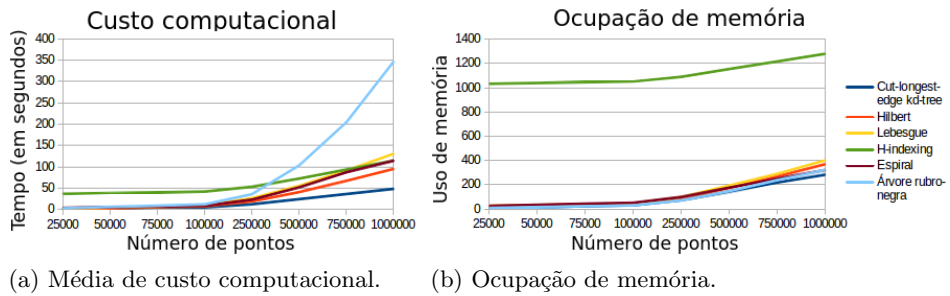 Custo computacional
Tempo (em segundos)
400
350
300
250
200
150
100
50
0
25000 50000 75000 100000 250000 500000 750000 1000000
Número de pontos
(a) Média de custo computacional.
Ocupação de memória
Uso de memória
1400
1200
1000
800
600
400
200
0
25000 50000 75000 100000 250000 500000 750000 1000000
Número de pontos
Cut-longest-
edge kd-tree
Hilbert
Lebesgue
H-indexing
Espiral
Árvore rubro-
negra
(b) Ocupação de memória.